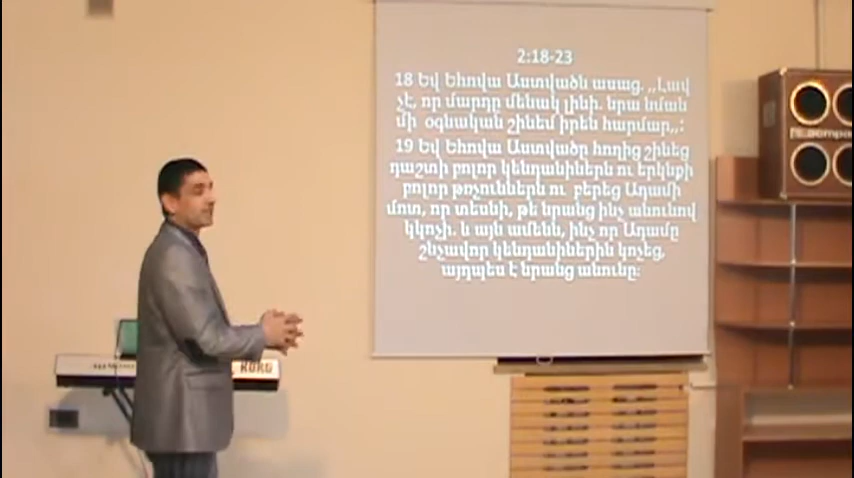 2:18-23
18 Եվ Եհովա Աստվածն ասաց. ,,Լավ
չէ, որ մարդը մենակ լինի. նրա նման
մի օգնական շինեմ իրեն հարմար,,:
19 Եվ Եհովա Աստվածը հողից շինեց
դաշտի բոլոր կենդանիներն ու երկնքի
բոլոր թռչուններն ու բերեց Ադամի
մոտ, որ տեսնի, թե նրանց ինչ անունով
կկոչի. և այն ամենն, ինչ որ Ադամը
շնչավոր կենդանիներին կոչեց,
այդպես է նրանց անունը:
KORG